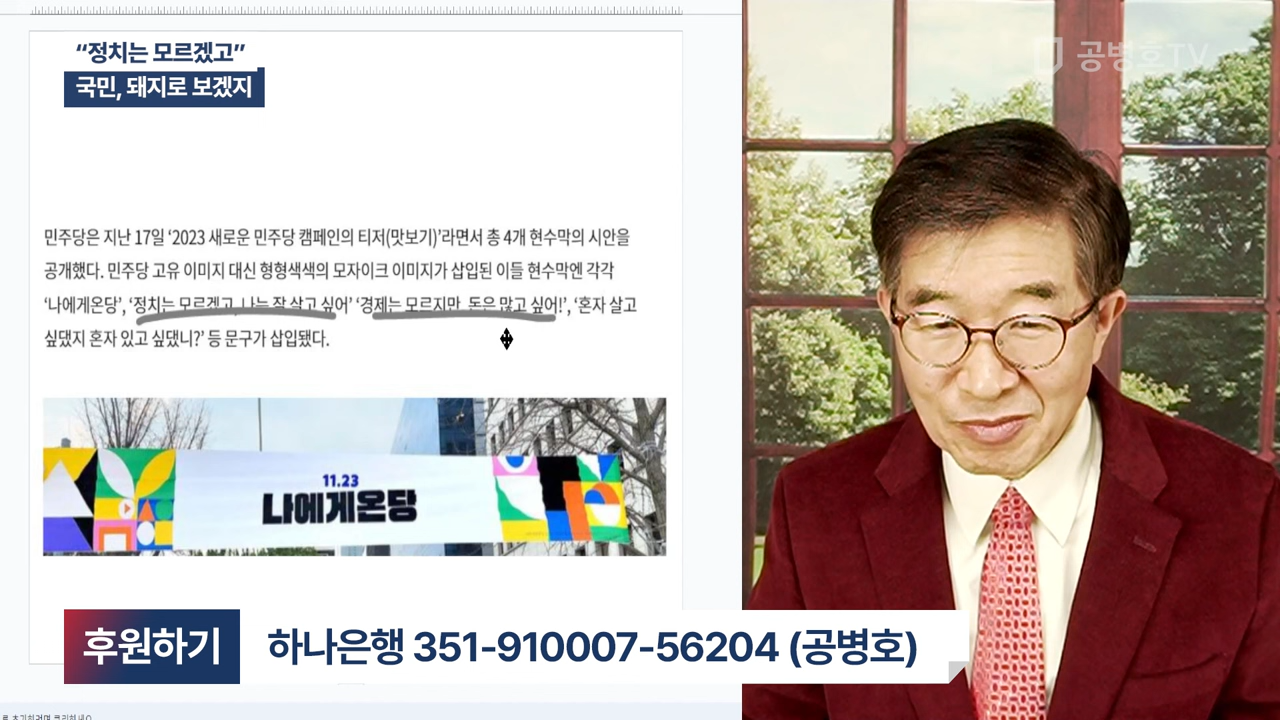 “정치는 모르겠고”
국민, 돼지로 보겠지
공병호TV
민주당은 지난 17일 ‘2023 새로운 민주당 캠페인의 티저(맛보기)’라면서 총 4개 현수막의 시안을
공개했다. 민주당 고유 이미지 대신 형형색색의 모자이크 이미지가 삽입된 이들 현수막엔 각각
‘나에게온당’, ‘정치는 모르겠고, 나는 잘 살고 싶어’ ‘경제는 모르지만, 돈은 많고 싶어!’, ‘혼자 살고
싶댔지 혼자 있고 싶댔니?’ 등 문구가 삽입됐다.
11.23
나에게온당
후원하기
하나은행 351-910007-56204 (공병호)